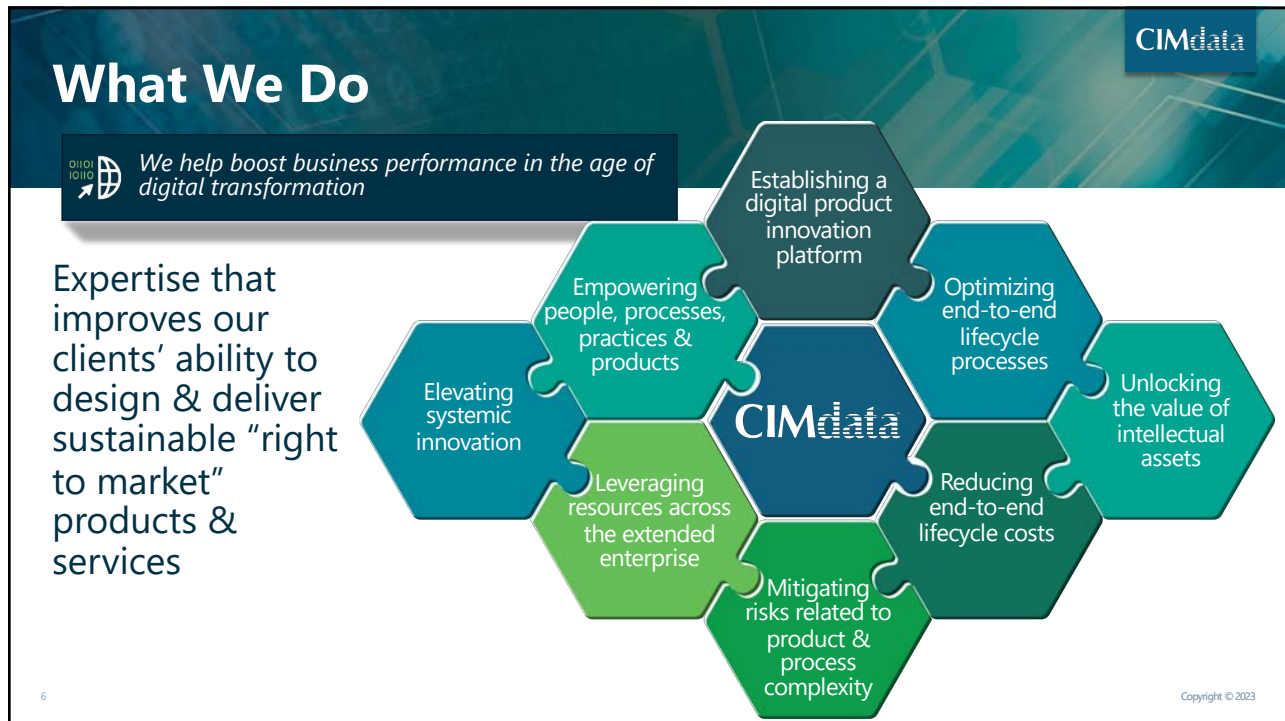 CIMdata
What We Do
01101
10110
We help boost business performance in the age of
digital transformation
Expertise that
improves our
clients’ ability to
design & deliver
sustainable “right
to market”
products &
services
Establishing a
digital product
innovation
platform
Empowering
people, processes,
practices &
products
Optimizing
end-to-end
lifecycle
processes
Elevating
systemic
innovation
CIMdata
Unlocking
the value of
intellectual
assets
Leveraging
resources across
the extended
enterprise
Reducing
end-to-end
lifecycle costs
Mitigating
risks related to
product &
process
complexity
6
Copyright © 2023